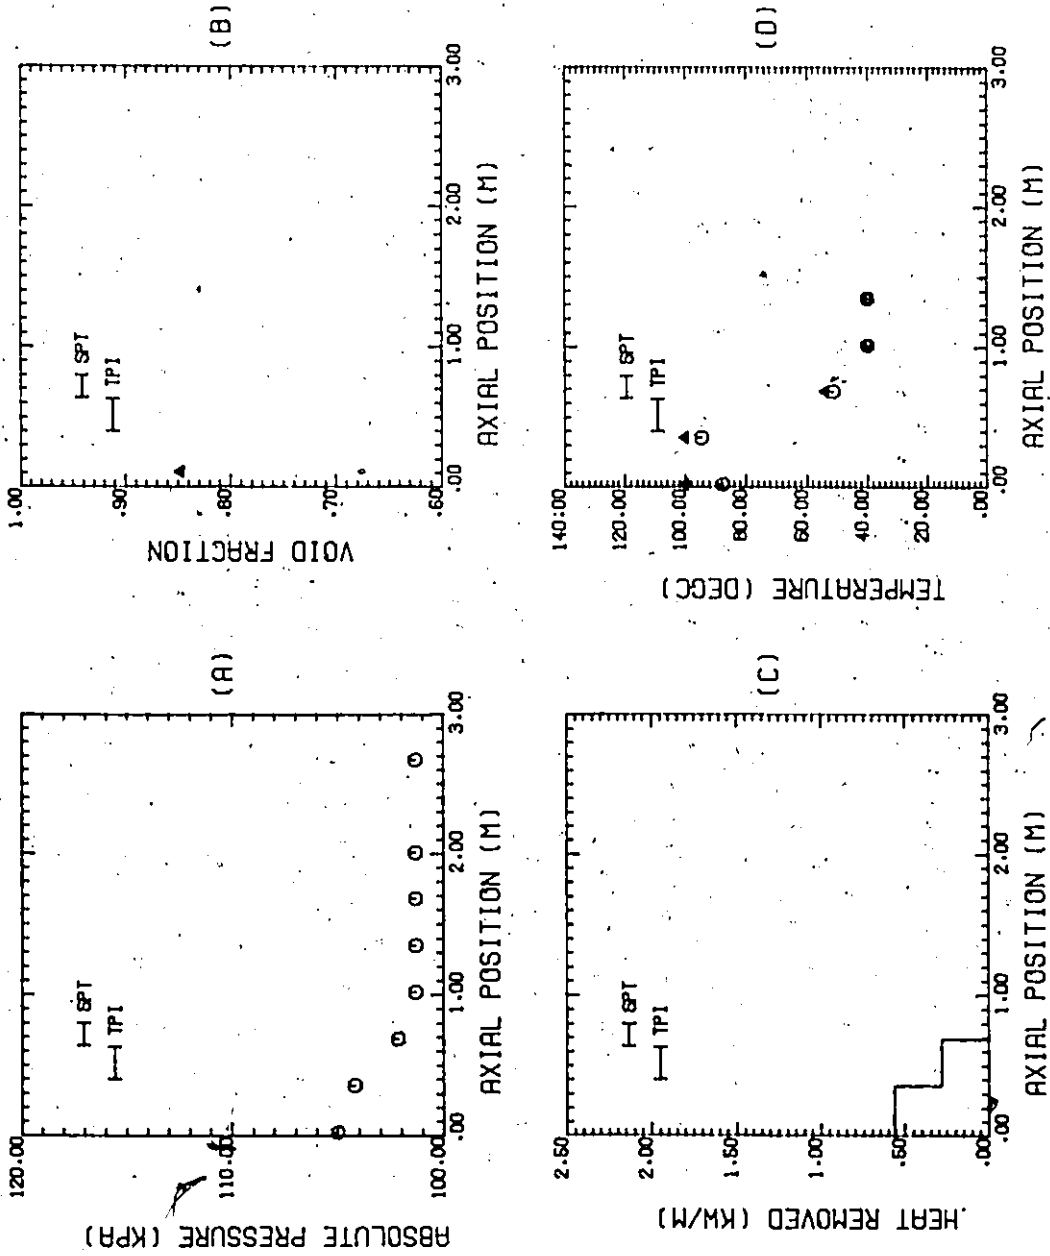 (A)
120.00
110.00
100.00
ABSOLUTE PRESSURE (KPA)
SPT
TPI
.00 1.00 2.00 3.00
AXIAL POSITION (M)
(B)
1.00
.90
.80
.70
.60
VOID FRACTION
SPT
TPI
.00 1.00 2.00 3.00
AXIAL POSITION (M)
(C)
2.50
2.00
1.50
1.00
.50
.00
HEAT REMOVED (KW/M)
SPT
TPI
.00 1.00 2.00 3.00
AXIAL POSITION (M)
(D)
140.00
120.00
100.00
80.00
60.00
40.00
20.00
.00
TEMPERATURE (DEGC)
SPT
TPI
.00 1.00 2.00 3.00
AXIAL POSITION (M)